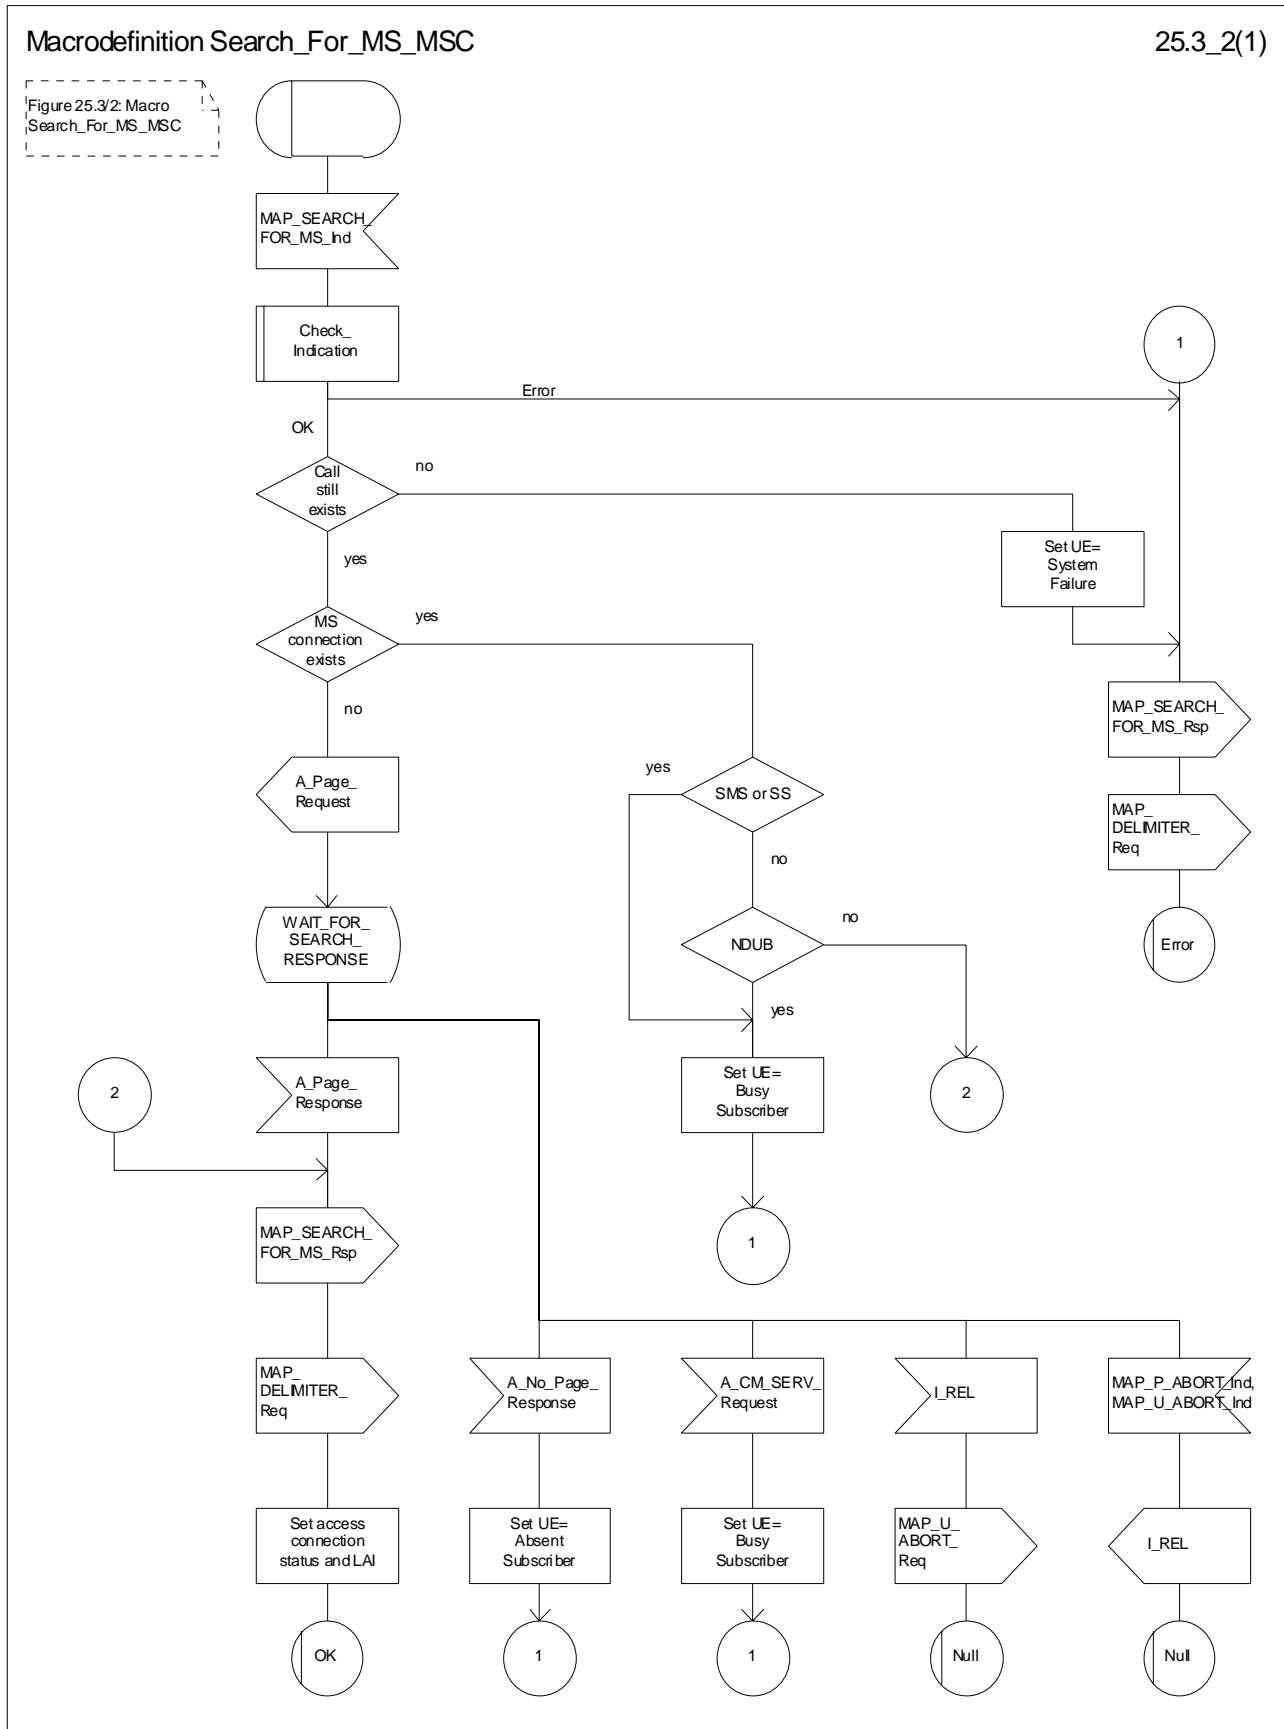 Macrodefinition Search_For_MS_MSC
25.3_2(1)
Figure 25.3/2: Macro
Search_For_MS_MSC
MAP_SEARCH_
FOR_MS_Ind
Check_
Indication
1
Error
OK
Call
still
exists
no
Set UE=
System
Failure
yes
MS
connection
exists
yes
no
MAP_SEARCH_
FOR_MS_Rsp
A_Page_
Request
yes
SMS or SS
MAP_
DELIMITER_
Req
no
WAIT_FOR_
SEARCH_
RESPONSE
NDUB
no
Error
yes
2
A_Page_
Response
Set UE=
Busy
Subscriber
2
MAP_SEARCH_
FOR_MS_Rsp
1
MAP_
DELIMITER_
Req
A_No_Page_
Response
A_CM_SERV_
Request
I_REL
MAP_P_ABORT_Ind,
MAP_U_ABORT_Ind
Set access
connection
status and LAI
Set UE=
Absent
Subscriber
Set UE=
Busy
Subscriber
MAP_U_
ABORT_
Req
I_REL
OK
1
1
Null
Null